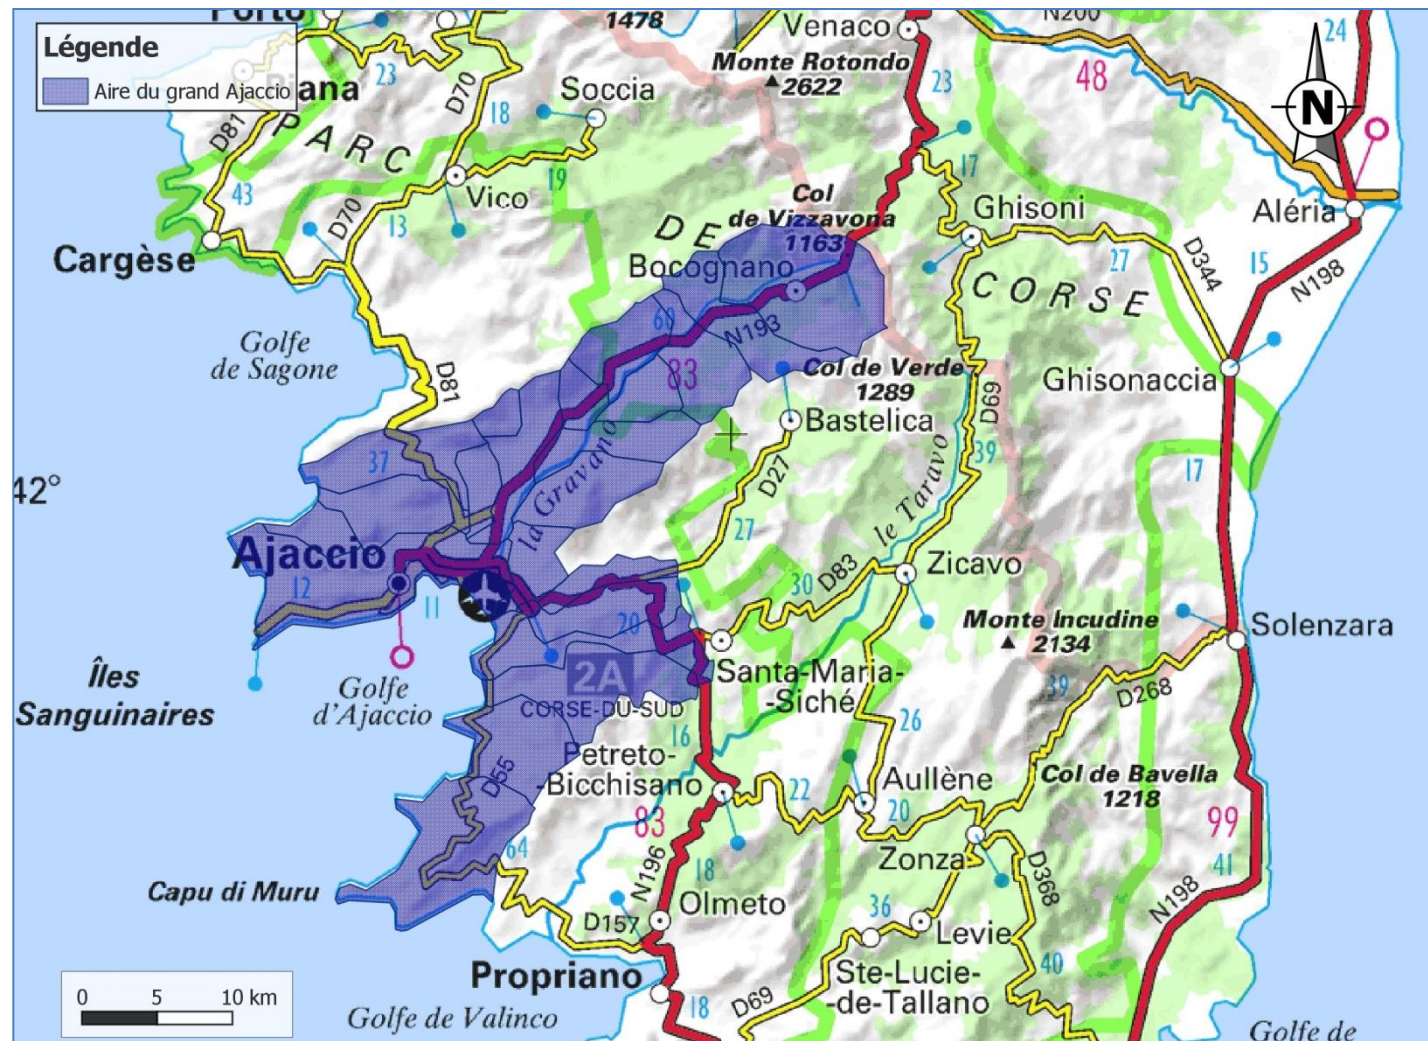 Porto
1478
Venaco
N200
24
Légende
Aire du grand Ajaccio
23
D70
18
Soccia
Monte Rotondo
2622
23
48
N
D81
PARC
43
D70
13
Vico
19
17
Cargèse
DE
Col
de Vizzavona
1163
Bocognano
Ghisoni
Aléria
CORSE
27
D344
15
N198
Golfe
de Sagone
D81
60
N193
83
Col de Verde
1289
D69
Ghisonaccia
Bastelica
37
la Gravano
D27
27
le Taravo
39
17
42°
Ajaccio
12
11
20
30
D83
Zicavo
Monte Incudine
2134
Solenzara
Îles
Sanguinaires
Golfe
d'Ajaccio
2A
CORSE-DU-SUD
Santa-Maria-
-Siché
39
D268
16
26
D55
Petreto-
-Bicchisano
22
Aullène
20
Col de Bavella
1218
83
99
41
64
N196
18
Zonza
D368
N198
Capu di Muru
Olmeto
36
Levie
D157
Propriano
Ste-Lucie-
-de-Tallano
40
0 5 10 km
Golfe de Valinco
18
D69
Golfe de